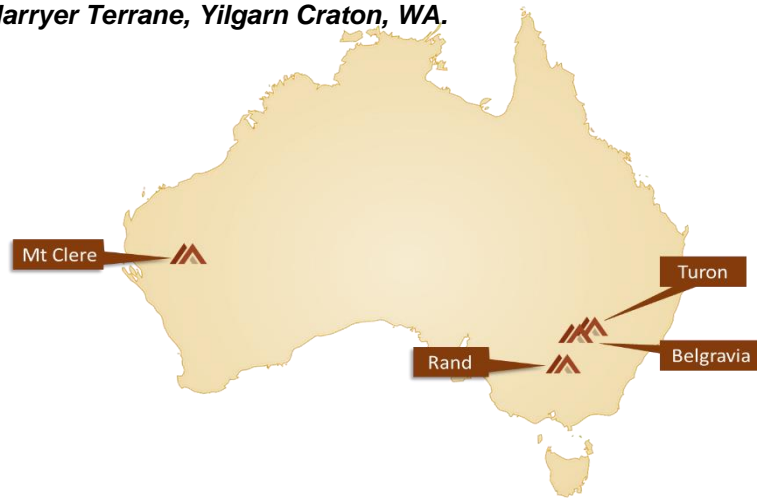 Narryer Terrane, Yilgarn Craton, WA.
Mt Clere
Turon
Rand
Belgravia